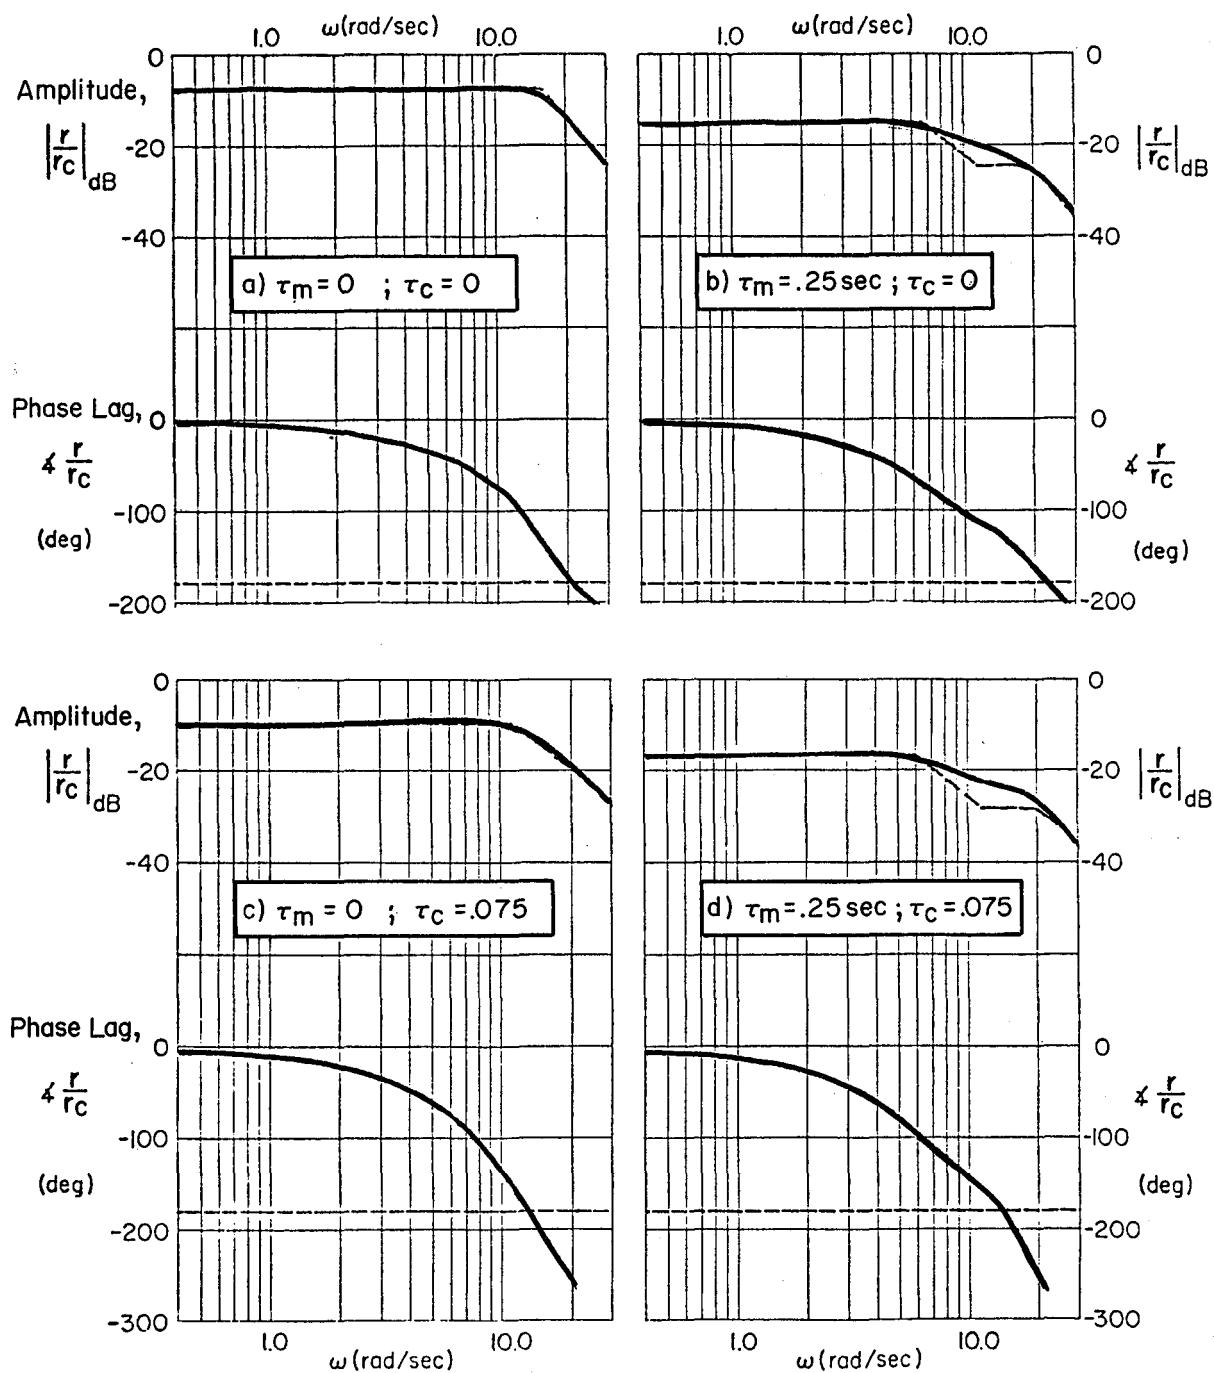 ω(rad/sec) ω(rad/sec)
1.0 10.0 1.0 10.0
0 0
Amplitude,
|r/rc|dB
-20 -20 |r/rc|dB
-40 -40
a) τm = 0 ; τc = 0
b) τm = .25 sec ; τc = 0
Phase Lag, 0 0
∡ r/rc ∡ r/rc
-100 -100
(deg) (deg)
-200 -200
0 0
Amplitude,
|r/rc|dB |r/rc|dB
-20 -20
-40 -40
c) τm = 0 ; τc = .075
d) τm = .25 sec ; τc = .075
Phase Lag,
0 0
∡ r/rc ∡ r/rc
-100 -100
(deg) (deg)
-200 -200
-300 -300
1.0 10.0 1.0 10.0
ω(rad/sec) ω(rad/sec)